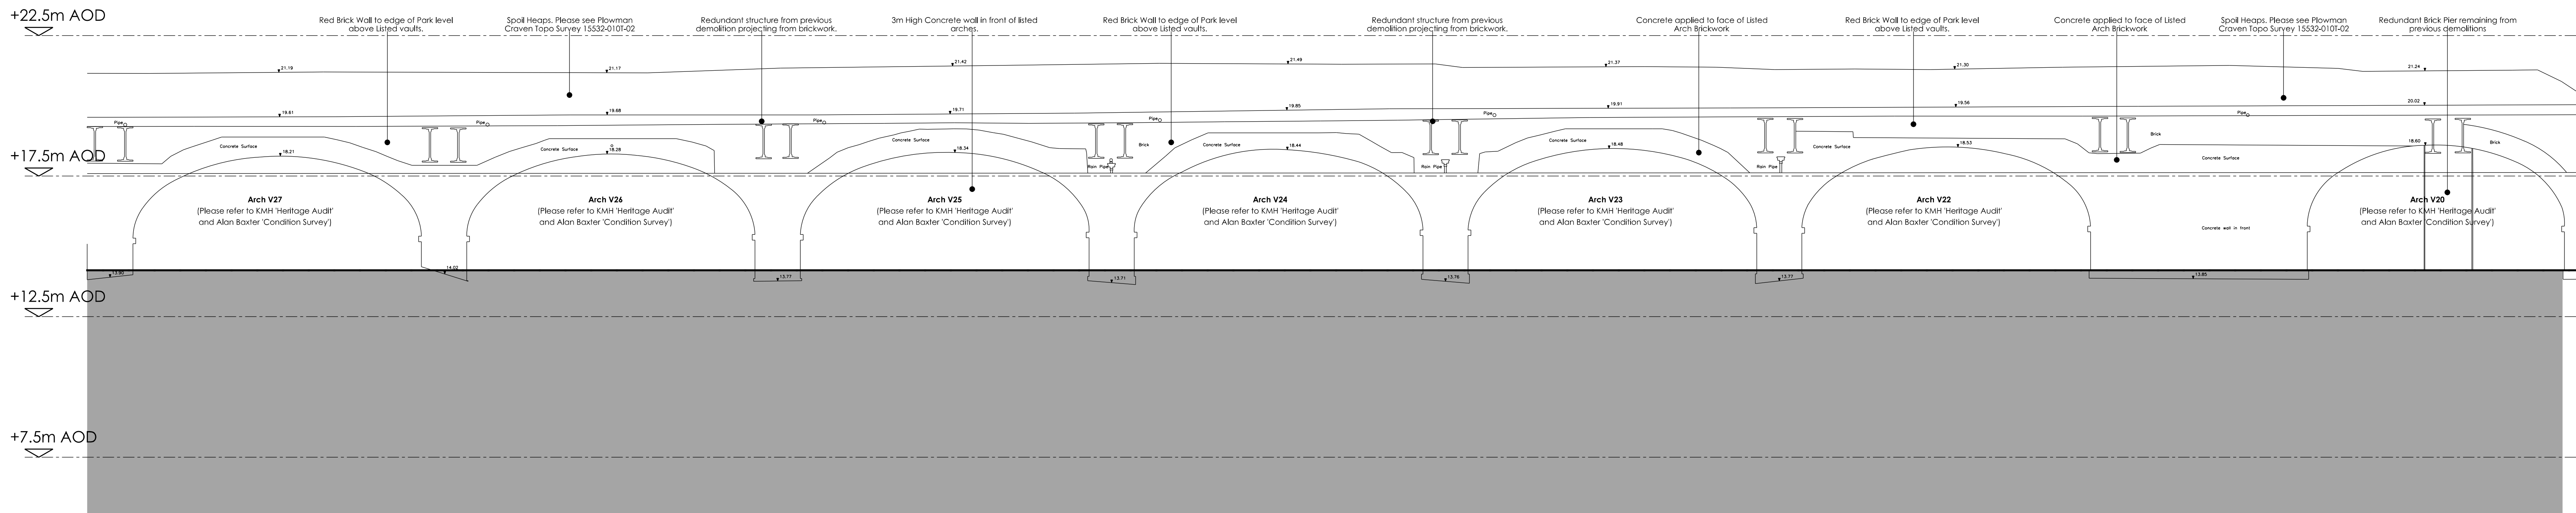 +22.5m AOD
Red Brick Wall to edge of Park level
above Listed vaults.
Spoil Heaps. Please see Plowman
Craven Topo Survey 15532-010T-02
Redundant structure from previous
demolition projecting from brickwork.
3m High Concrete wall in front of listed
arches.
Red Brick Wall to edge of Park level
above Listed vaults.
Redundant structure from previous
demolition projecting from brickwork.
Concrete applied to face of Listed
Arch Brickwork
Red Brick Wall to edge of Park level
above Listed vaults.
Concrete applied to face of Listed
Arch Brickwork
Spoil Heaps. Please see Plowman
Craven Topo Survey 15532-010T-02
Redundant Brick Pier remaining from
previous demolitions
21.19
21.17
21.42
21.49
21.37
21.30
21.24
19.61
19.68
19.71
19.85
19.91
19.56
20.02
Pipe
Pipe
Pipe
Pipe
Pipe
Pipe
Concrete Surface
Concrete Surface
Concrete Surface
Brick
Concrete Surface
Concrete Surface
Concrete Surface
Brick
Concrete Surface
Brick
+17.5m AOD
18.21
18.28
18.34
18.44
18.48
18.53
18.60
Rain Pipe
Rain Pipe
Rain Pipe
Arch V27
(Please refer to KMH 'Heritage Audit'
and Alan Baxter 'Condition Survey')
Arch V26
(Please refer to KMH 'Heritage Audit'
and Alan Baxter 'Condition Survey')
Arch V25
(Please refer to KMH 'Heritage Audit'
and Alan Baxter 'Condition Survey')
Arch V24
(Please refer to KMH 'Heritage Audit'
and Alan Baxter 'Condition Survey')
Arch V23
(Please refer to KMH 'Heritage Audit'
and Alan Baxter 'Condition Survey')
Arch V22
(Please refer to KMH 'Heritage Audit'
and Alan Baxter 'Condition Survey')
Concrete wall in front
Arch V20
(Please refer to KMH 'Heritage Audit'
and Alan Baxter 'Condition Survey')
13.90
14.02
13.77
13.71
13.76
13.77
13.85
+12.5m AOD
+7.5m AOD